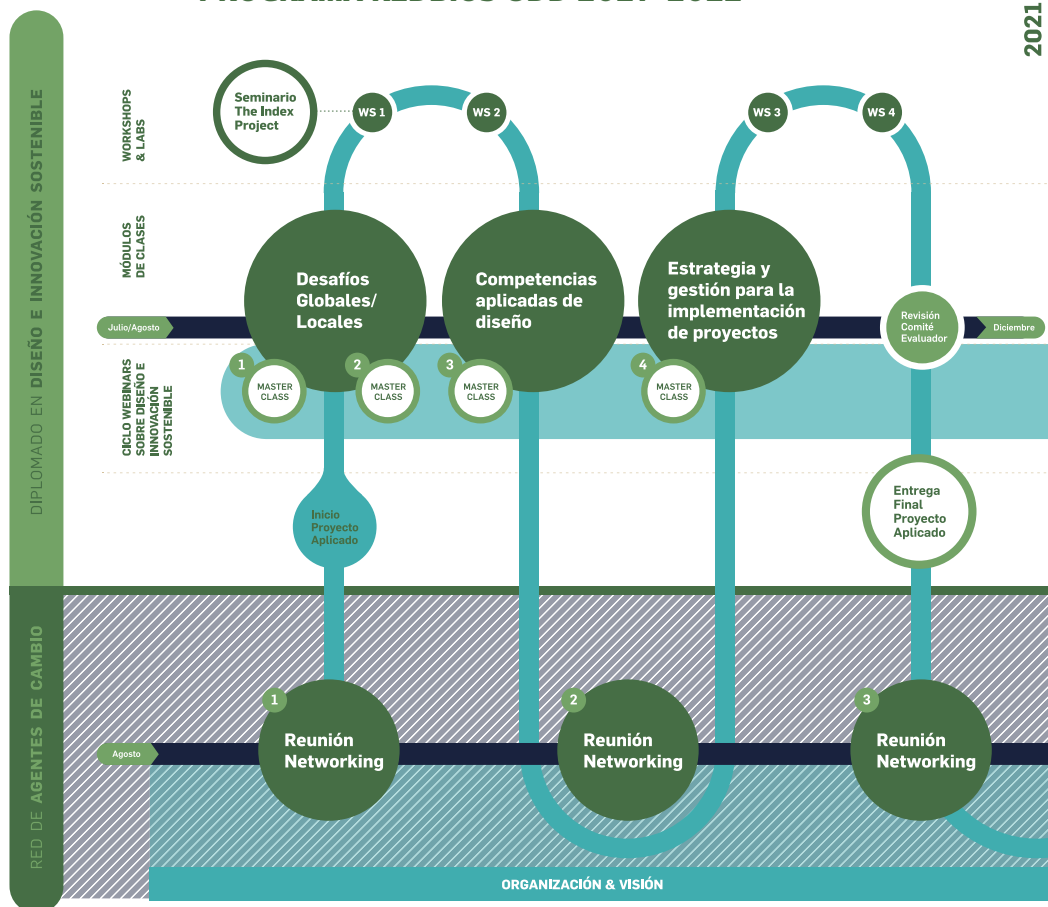 2021
DIPLOMADO EN DISEÑO E INNOVACIÓN SOSTENIBLE
WORKSHOPS
& LABS
Seminario
The Index
Project
WS 1
WS 2
WS 3
WS 4
MÓDULOS
DE CLASES
Desafíos
Globales/
Locales
Competencias
aplicadas de
diseño
Estrategia y
gestión para la
implementación
de proyectos
Julio/Agosto
Revisión
Comité
Evaluador
Diciembre
CICLO WEBINARS
SOBRE DISEÑO E
INNOVACIÓN
SOSTENIBLE
1
MASTER
CLASS
2
MASTER
CLASS
3
MASTER
CLASS
4
MASTER
CLASS
Inicio
Proyecto
Aplicado
Entrega
Final
Proyecto
Aplicado
RED DE AGENTES DE CAMBIO
Agosto
1
Reunión
Networking
2
Reunión
Networking
3
Reunión
Networking
ORGANIZACIÓN & VISIÓN